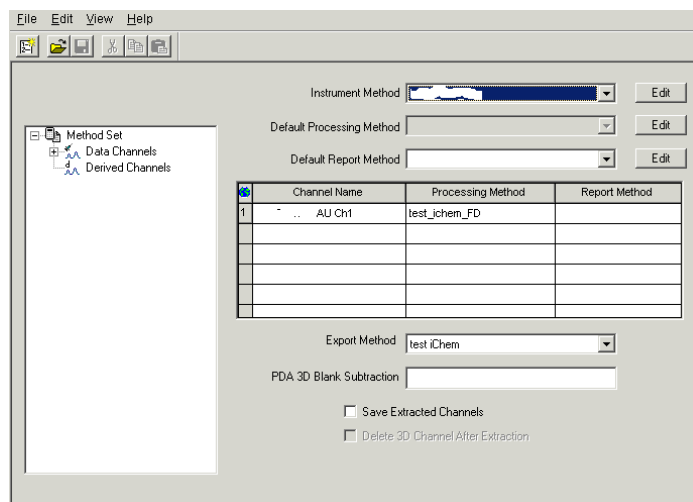 File Edit View Help
Instrument Method Edit
Method Set
Data Channels
Derived Channels
Default Processing Method Edit
Default Report Method Edit
Channel Name Processing Method Report Method
1 AU Ch1 test_ichem_FD
Export Method test iChem
PDA 3D Blank Subtraction
Save Extracted Channels
Delete 3D Channel After Extraction